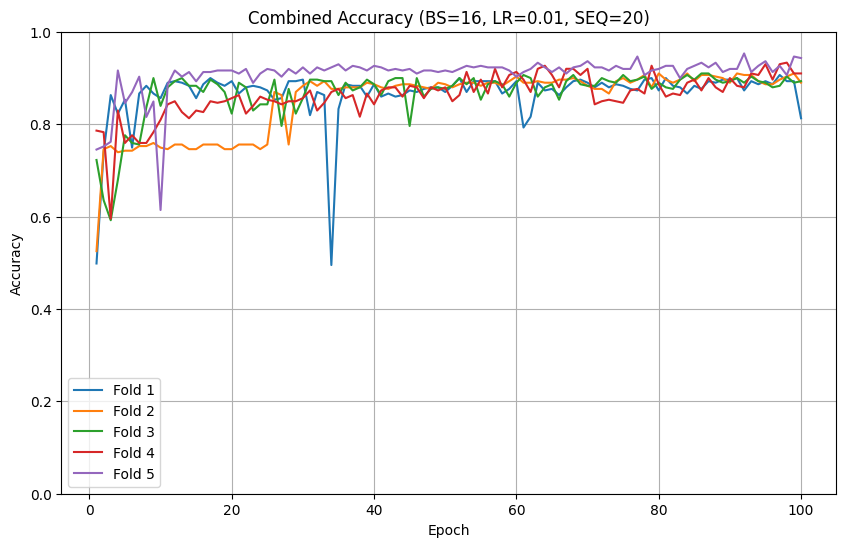 Combined Accuracy (BS=16, LR=0.01, SEQ=20)
1.0
0.8
0.6
0.4
0.2
0.0
Accuracy
Fold 1
Fold 2
Fold 3
Fold 4
Fold 5
0 20 40 60 80 100
Epoch